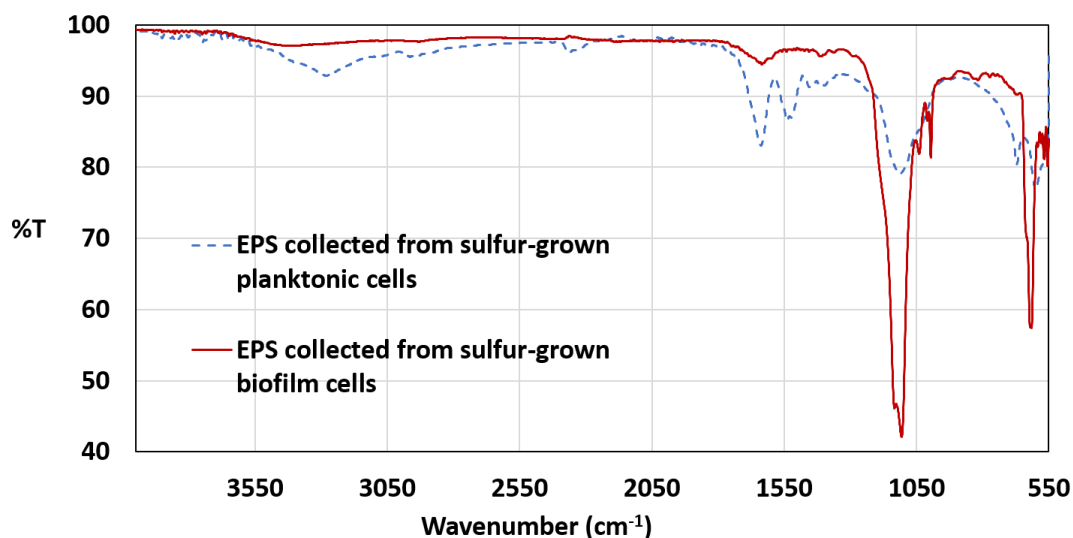 100
90
80
70
60
50
40
%T
EPS collected from sulfur-grown
planktonic cells
EPS collected from sulfur-grown
biofilm cells
3550 3050 2550 2050 1550 1050 550
Wavenumber (cm⁻¹)